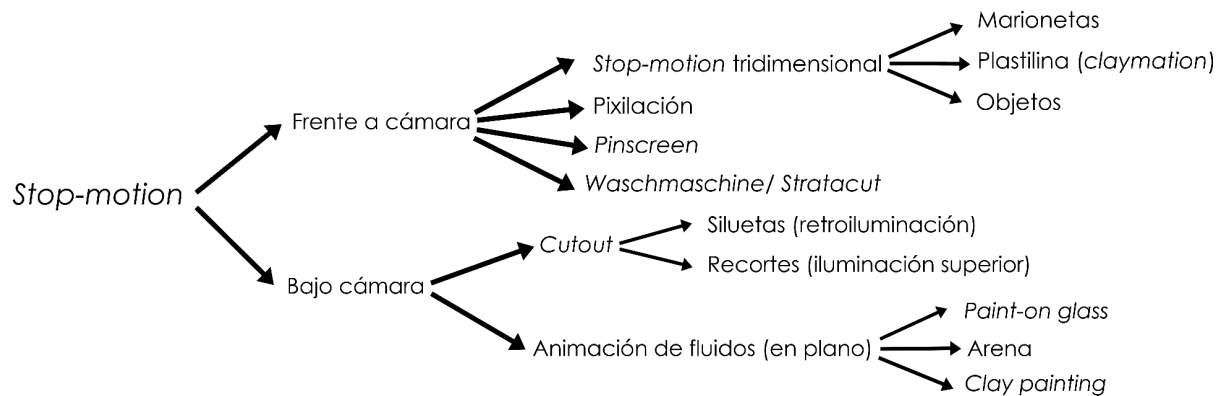 Stop-motion
Frente a cámara
Stop-motion tridimensional
Marionetas
Plastilina (claymation)
Objetos
Pixilación
Pinscreen
Waschmaschine/ Stratacut
Bajo cámara
Cutout
Siluetas (retroiluminación)
Recortes (iluminación superior)
Animación de fluidos (en plano)
Paint-on glass
Arena
Clay painting